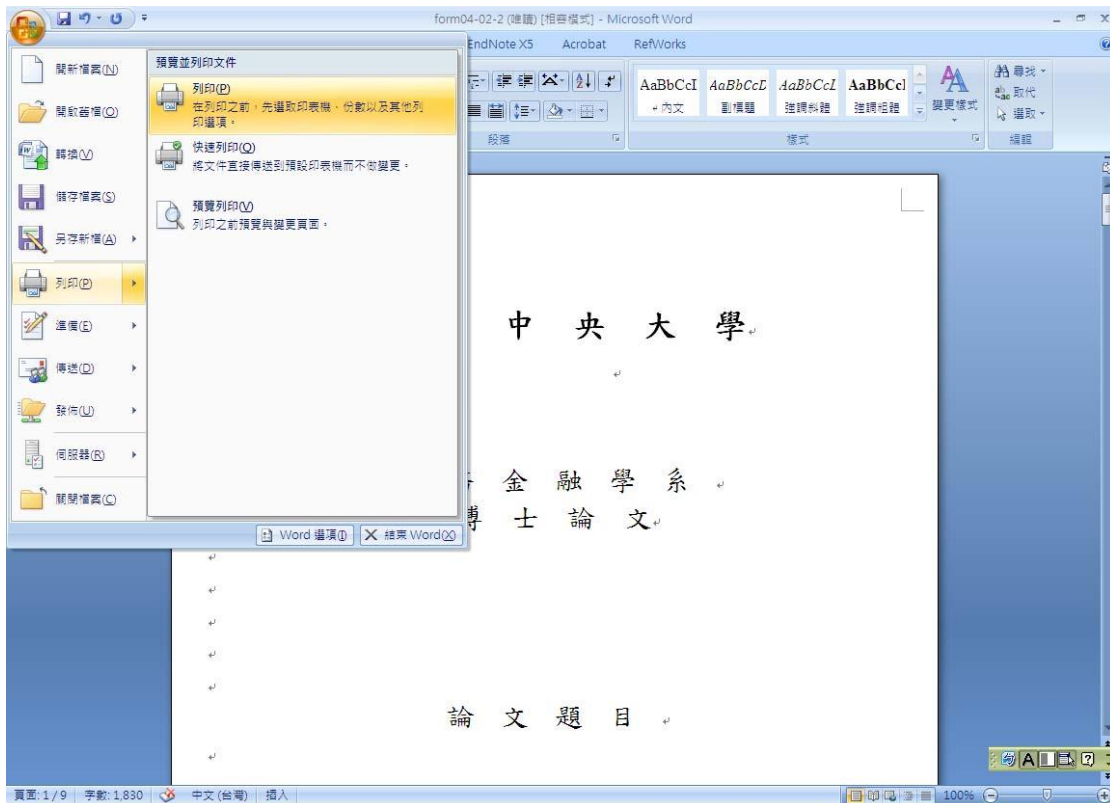 form04-02-2 (唯讀) [相容模式] - Microsoft Word
EndNote X5 Acrobat RefWorks
開新檔案(N)
開啟舊檔(O)
轉換(V)
儲存檔案(S)
另存新檔(A)
列印(P)
準備(E)
傳送(D)
發佈(U)
伺服器(R)
關閉檔案(C)
預覽並列印文件
列印(P)
在列印之前，先選取印表機、份數以及其他列
印選項。
快速列印(Q)
將文件直接傳送到預設印表機而不做變更。
預覽列印(V)
列印之前預覽與變更頁面。
Word 選項(I) 結束 Word(X)
段落
AaBbCcI AaBbCcD AaBbCcL AaBbCcI
內文 副標題 強調斜體 強調粗體
變更樣式
樣式
尋找
取代
選取
編輯
中 央 大 學
金 融 學 系
博 士 論 文
論 文 題 目
頁面: 1 / 9 字數: 1,830 中文 (台灣) 插入 100%